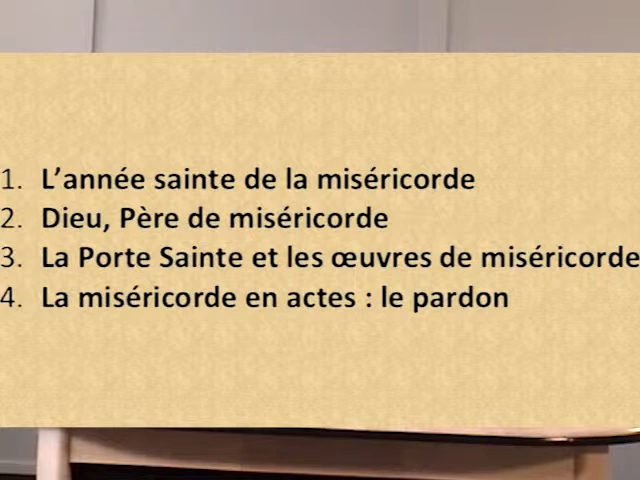 1. L’année sainte de la miséricorde
2. Dieu, Père de miséricorde
3. La Porte Sainte et les œuvres de miséricorde
4. La miséricorde en actes : le pardon